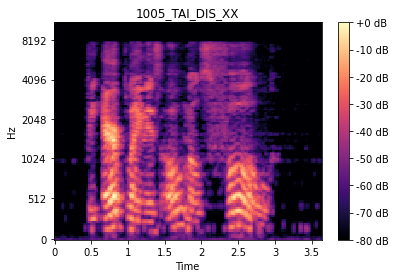 1005_TAI_DIS_XX
+0 dB
8192
-10 dB
4096
-20 dB
-30 dB
2048
Hz
-40 dB
1024
-50 dB
512
-60 dB
-70 dB
0
-80 dB
0 0.5 1 1.5 2 2.5 3 3.5
Time